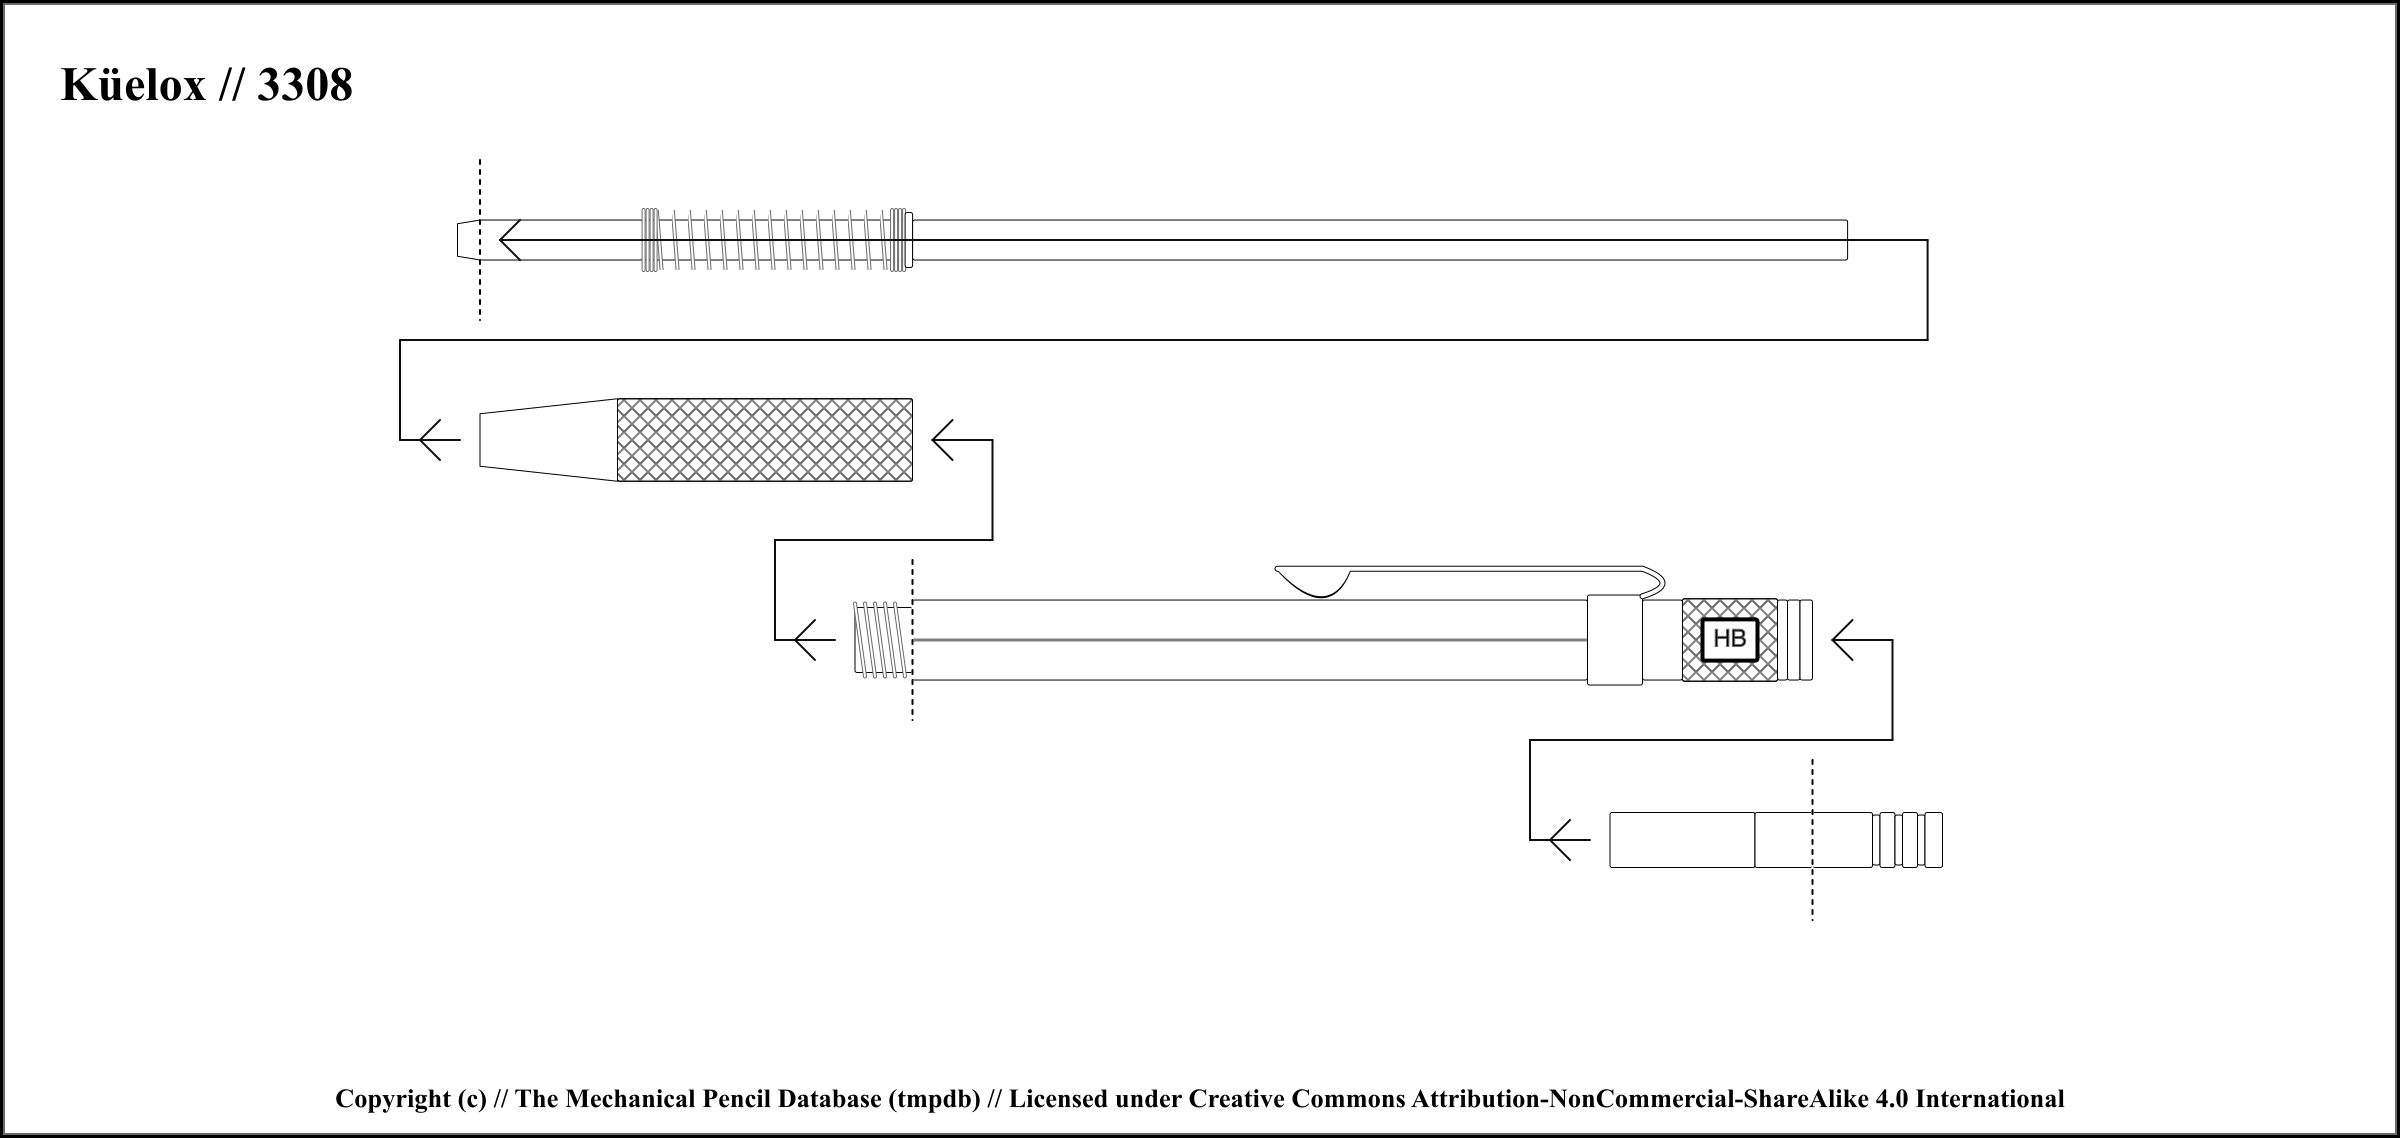 Küelox // 3308
HB
Copyright (c) // The Mechanical Pencil Database (tmpdb) // Licensed under Creative Commons Attribution-NonCommercial-ShareAlike 4.0 International